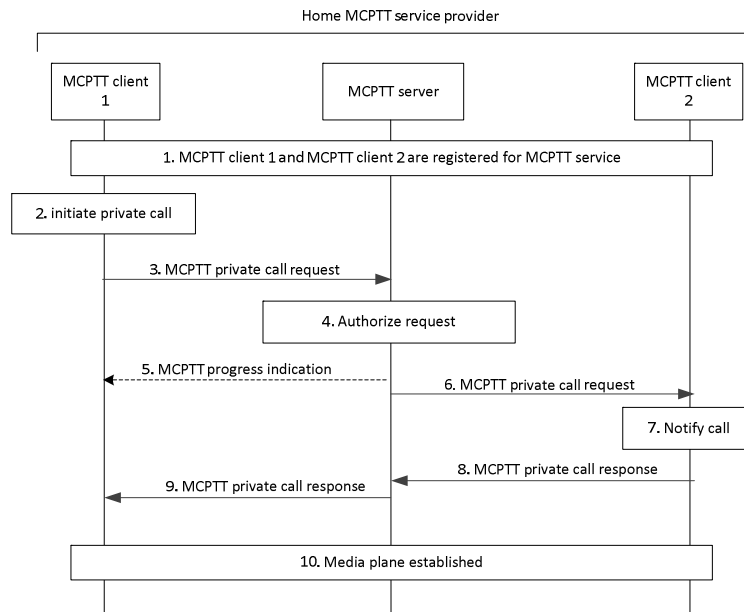 Home MCPTT service provider
MCPTT client
1
MCPTT server
MCPTT client
2
1. MCPTT client 1 and MCPTT client 2 are registered for MCPTT service
2. initiate private call
3. MCPTT private call request
4. Authorize request
5. MCPTT progress indication
6. MCPTT private call request
7. Notify call
8. MCPTT private call response
9. MCPTT private call response
10. Media plane established